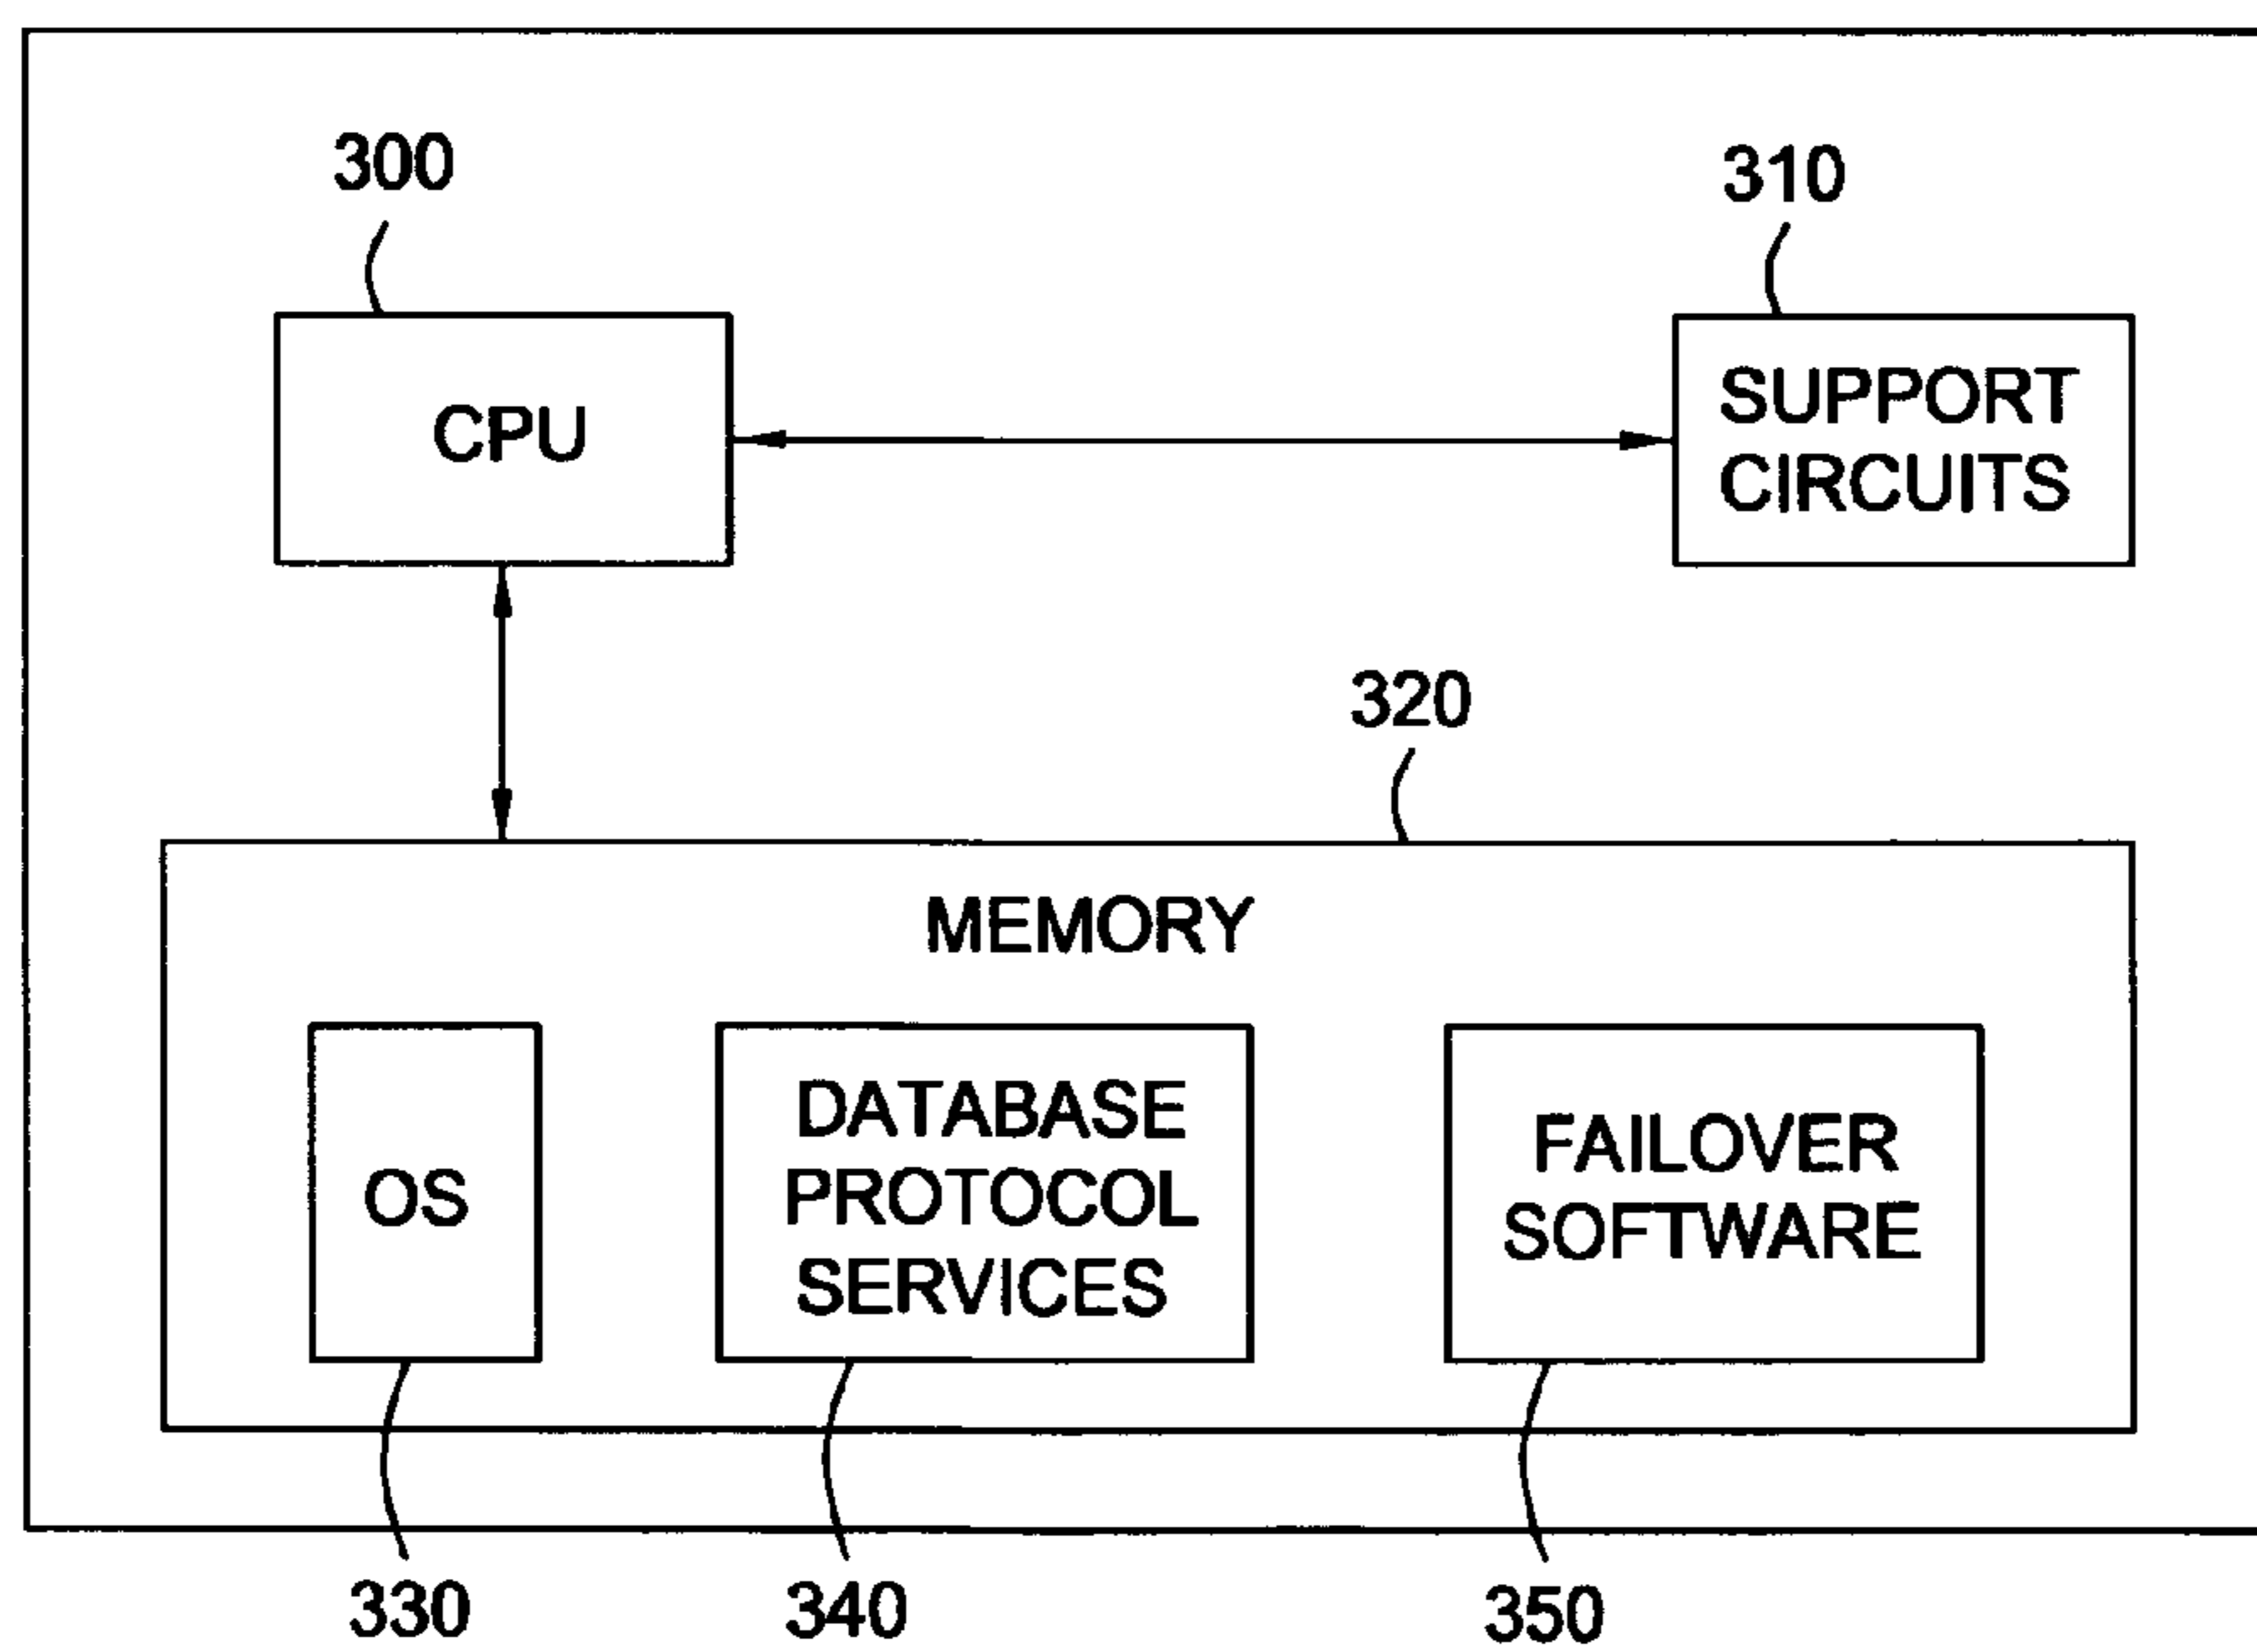 300
310
CPU
SUPPORT
CIRCUITS
320
MEMORY
OS
DATABASE
PROTOCOL
SERVICES
FAILOVER
SOFTWARE
330
340
350